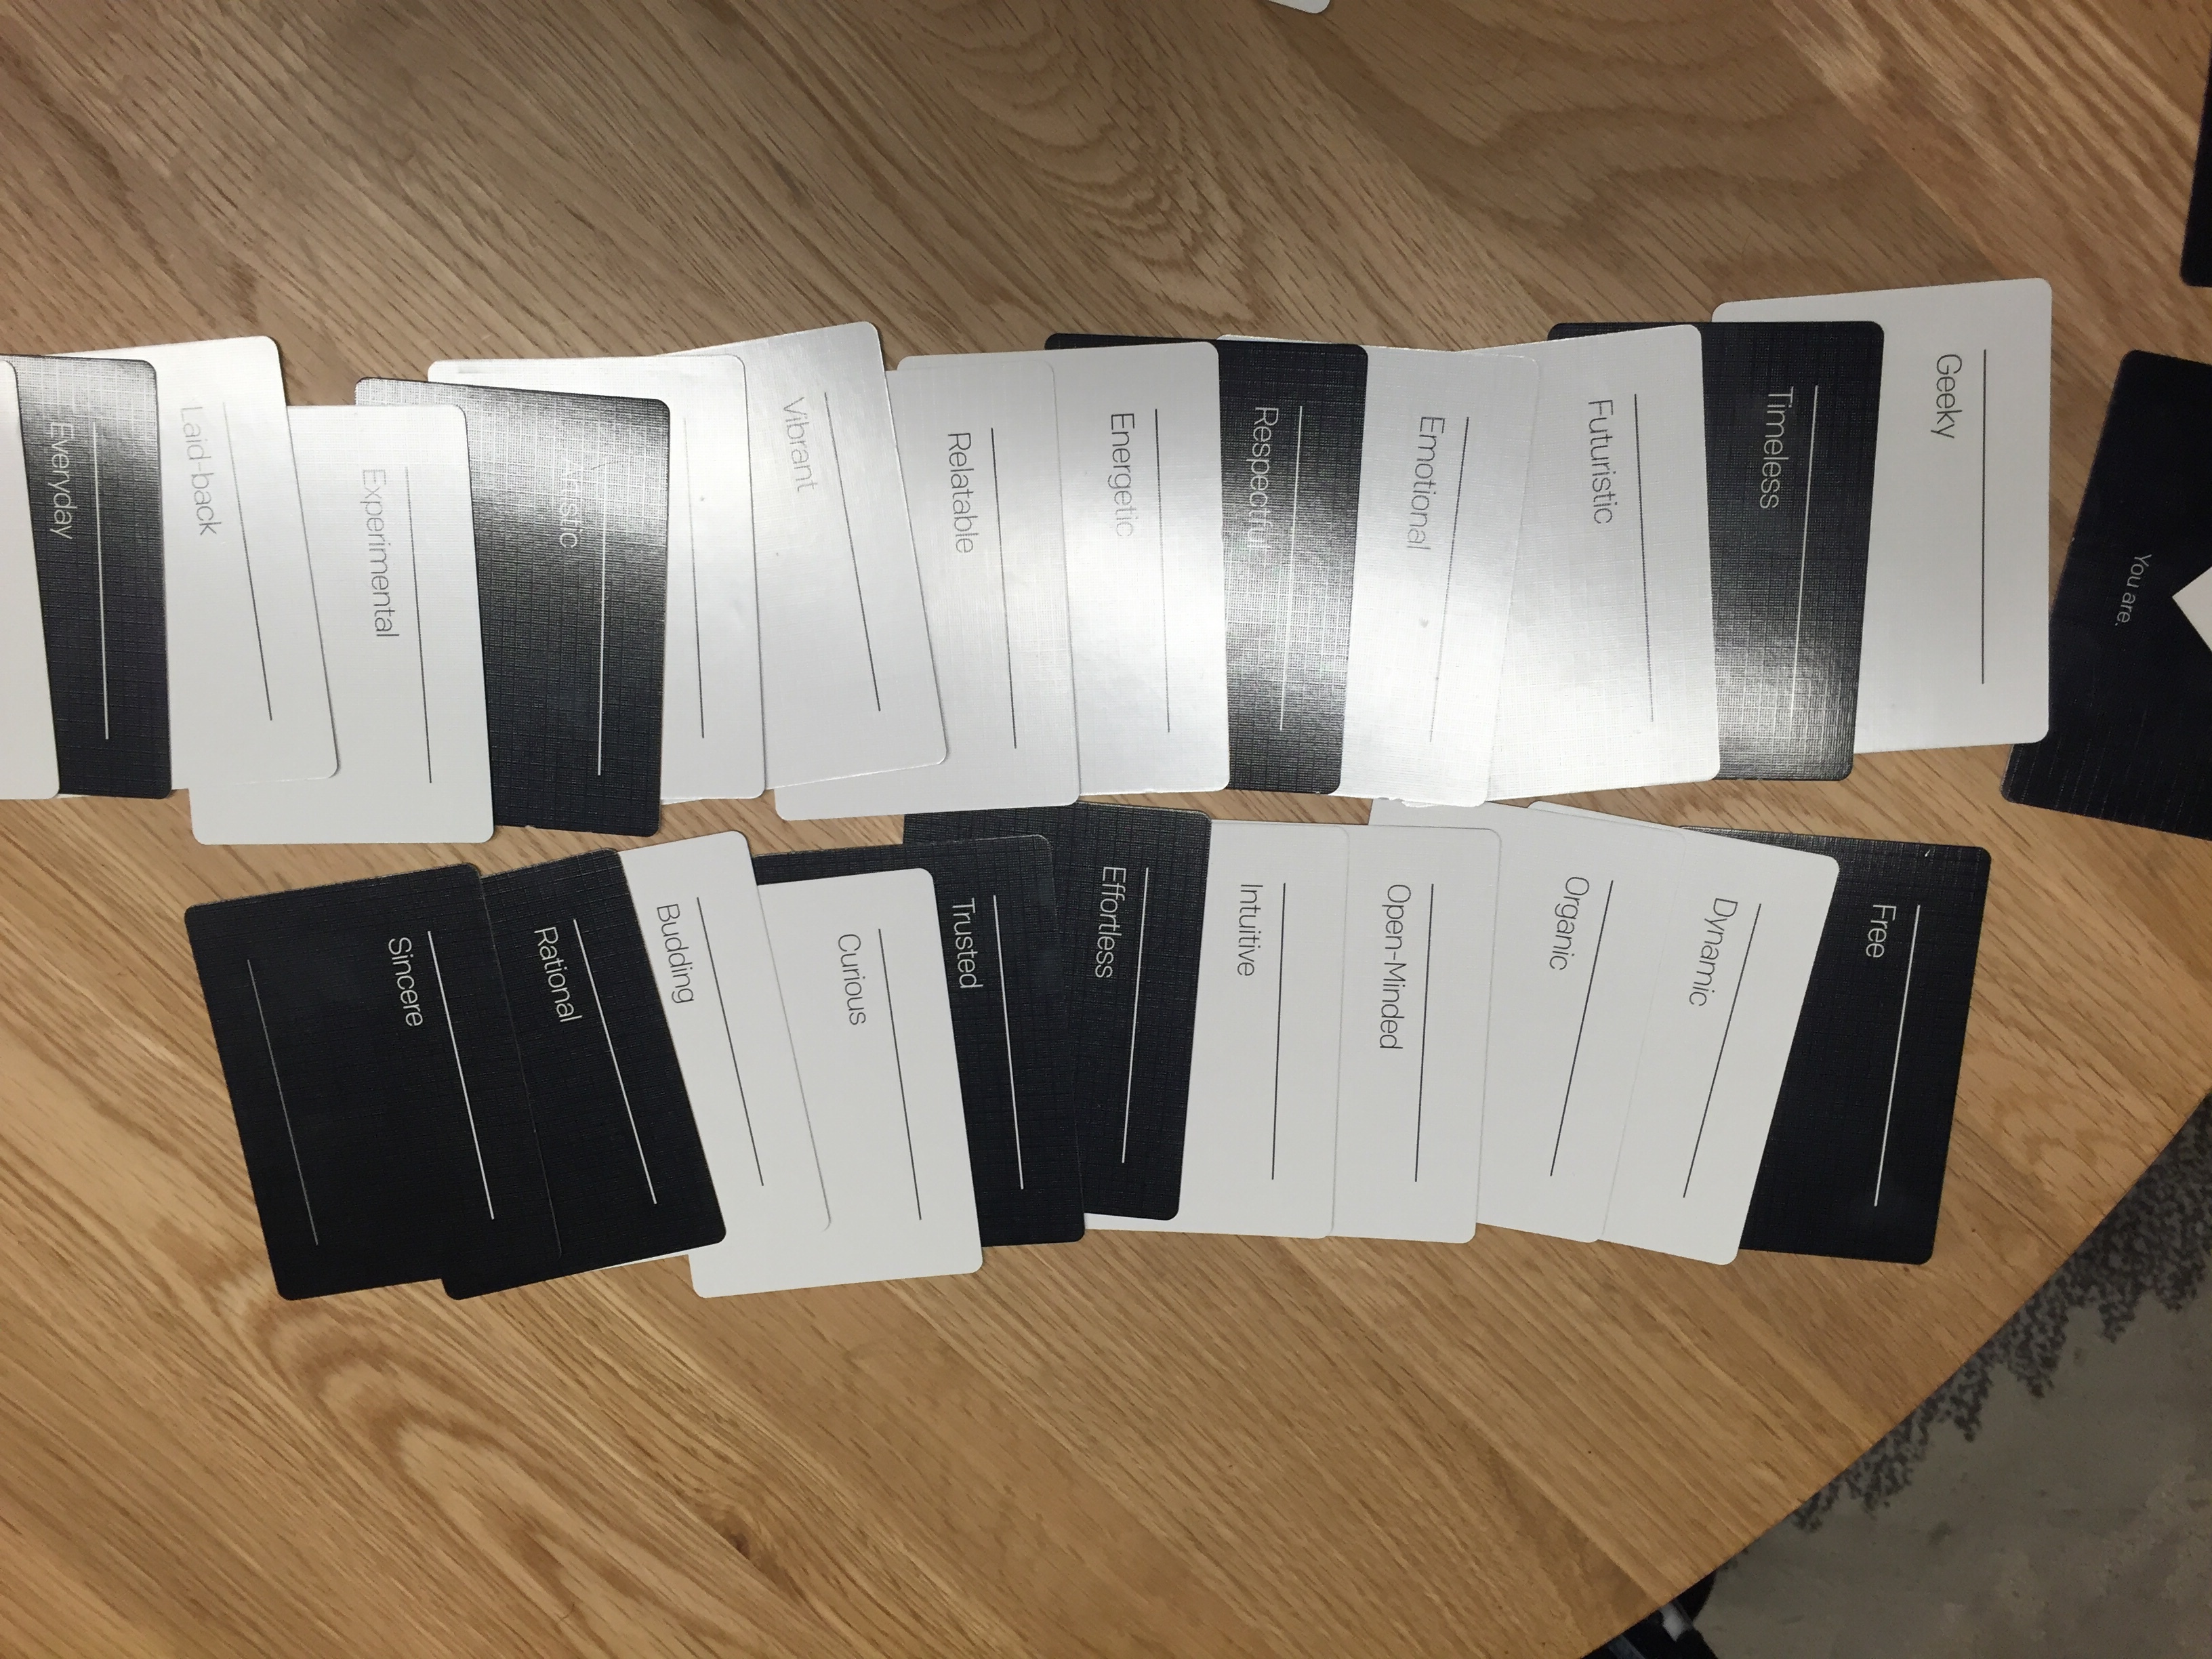 You are.
Geeky
Timeless
Futuristic
Emotional
Respectful
Energetic
Relatable
Vibrant
Artistic
Experimental
Laid-back
Everyday
Free
Dynamic
Organic
Open-Minded
Intuitive
Effortless
Trusted
Curious
Budding
Rational
Sincere